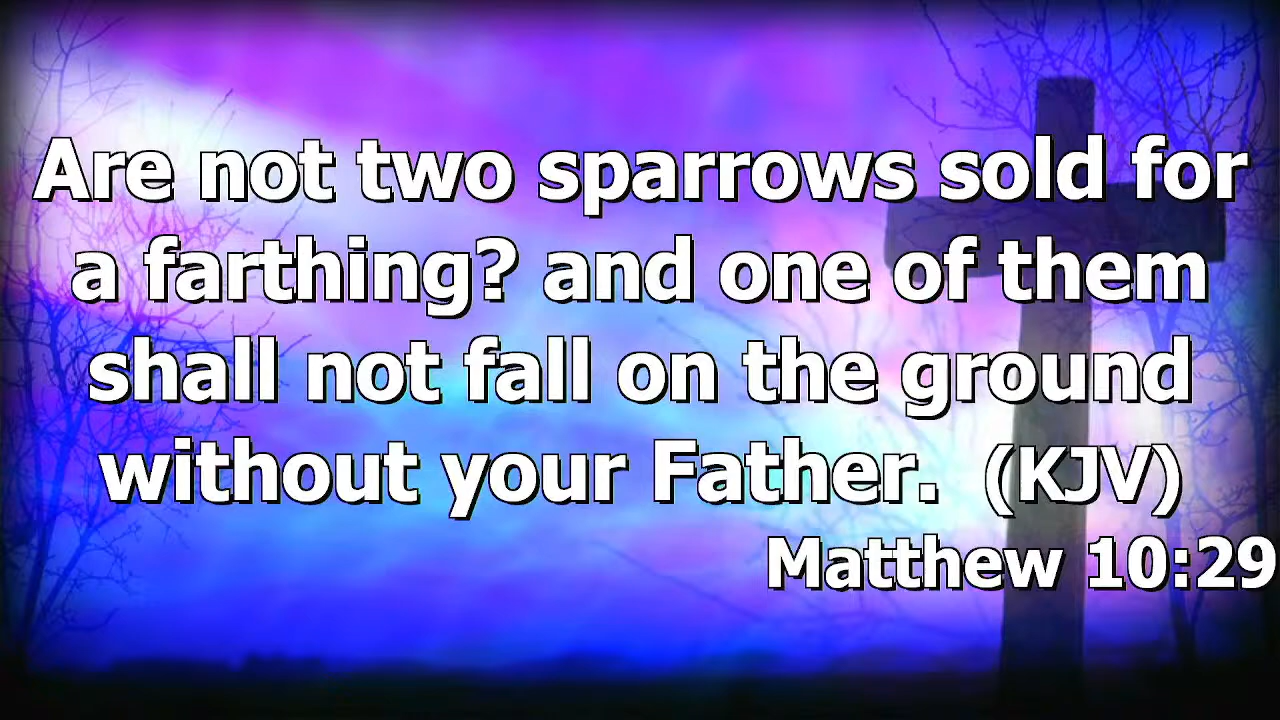 Are not two sparrows sold for
a farthing? and one of them
shall not fall on the ground
without your Father.  (KJV)
Matthew 10:29